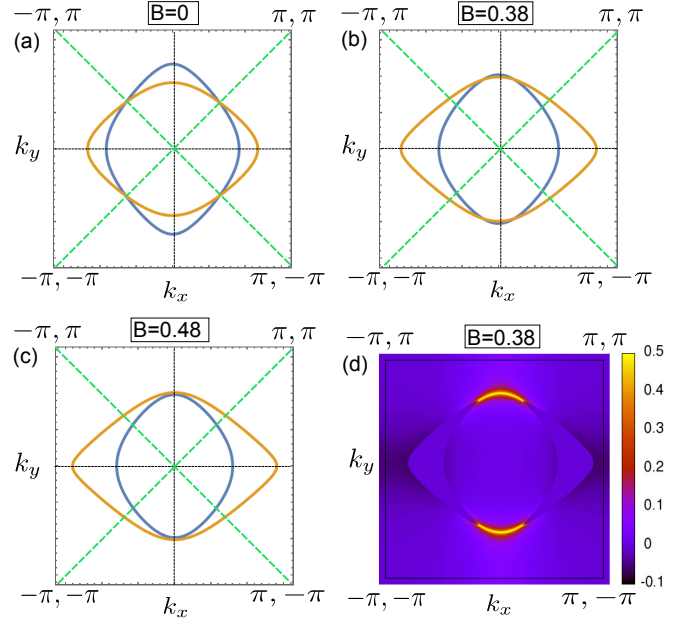 −π, π B=0 π, π
(a)
k_y
−π, −π k_x π, −π
−π, π B=0.38 π, π
(b)
k_y
−π, −π k_x π, −π
−π, π B=0.48 π, π
(c)
k_y
−π, −π k_x π, −π
−π, π B=0.38 π, π
(d)
k_y
−π, −π k_x π, −π
0.5
0.4
0.3
0.2
0.1
0
-0.1